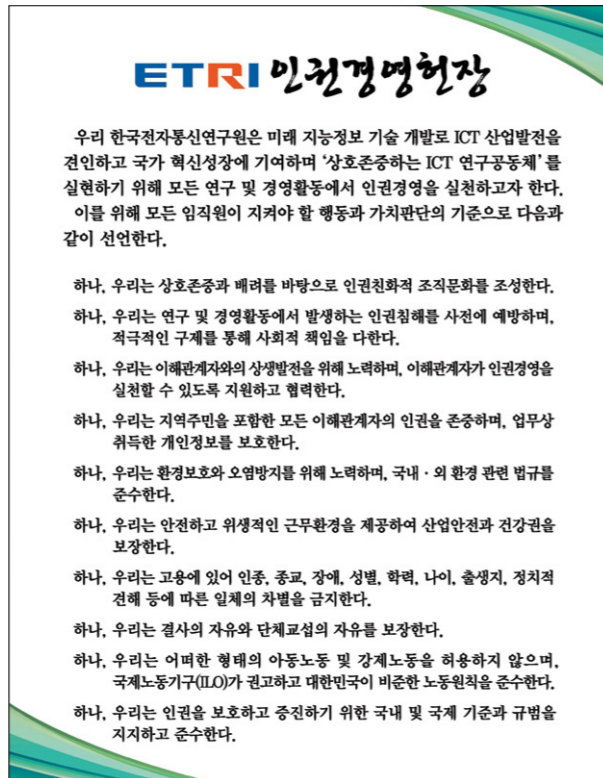 ETRI 인권경영헌장
우리 한국전자통신연구원은 미래 지능정보 기술 개발로 ICT 산업발전을
견인하고 국가 혁신성장에 기여하며 '상호존중하는 ICT 연구공동체'를
실현하기 위해 모든 연구 및 경영활동에서 인권경영을 실천하고자 한다.
이를 위해 모든 임직원이 지켜야 할 행동과 가치판단의 기준으로 다음과
같이 선언한다.
하나, 우리는 상호존중과 배려를 바탕으로 인권친화적 조직문화를 조성한다.
하나, 우리는 연구 및 경영활동에서 발생하는 인권침해를 사전에 예방하며,
적극적인 구제를 통해 사회적 책임을 다한다.
하나, 우리는 이해관계자와의 상생발전을 위해 노력하며, 이해관계자가 인권경영을
실천할 수 있도록 지원하고 협력한다.
하나, 우리는 지역주민을 포함한 모든 이해관계자의 인권을 존중하며, 업무상
취득한 개인정보를 보호한다.
하나, 우리는 환경보호와 오염방지를 위해 노력하며, 국내 · 외 환경 관련 법규를
준수한다.
하나, 우리는 안전하고 위생적인 근무환경을 제공하여 산업안전과 건강권을
보장한다.
하나, 우리는 고용에 있어 인종, 종교, 장애, 성별, 학력, 나이, 출생지, 정치적
견해 등에 따른 일체의 차별을 금지한다.
하나, 우리는 결사의 자유와 단체교섭의 자유를 보장한다.
하나, 우리는 어떠한 형태의 아동노동 및 강제노동을 허용하지 않으며,
국제노동기구(ILO)가 권고하고 대한민국이 비준한 노동원칙을 준수한다.
하나, 우리는 인권을 보호하고 증진하기 위한 국내 및 국제 기준과 규범을
지지하고 준수한다.